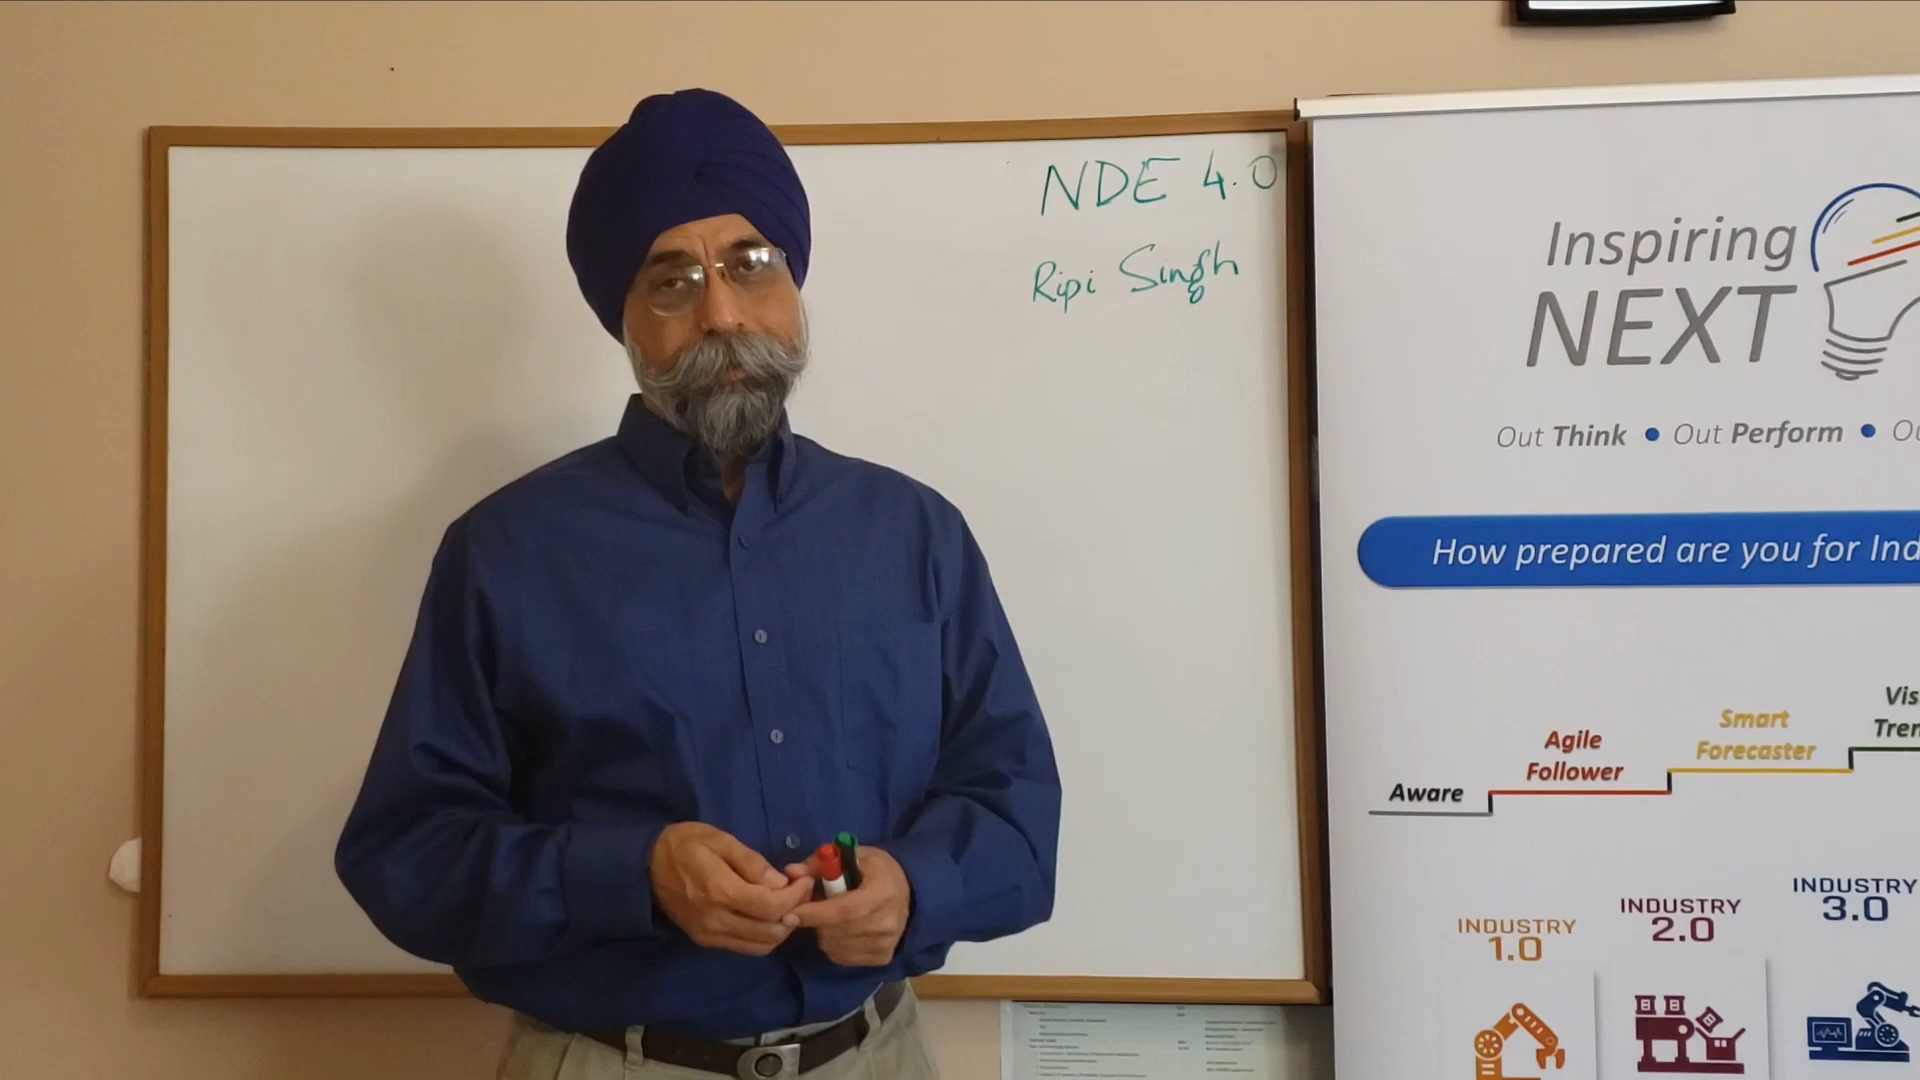 NDE 4.0
Ripi Singh
Inspiring
NEXT
Out Think • Out Perform •
How prepared are you for
Smart
Forecaster
Agile
Follower
Aware
INDUSTRY
3.0
INDUSTRY
2.0
INDUSTRY
1.0